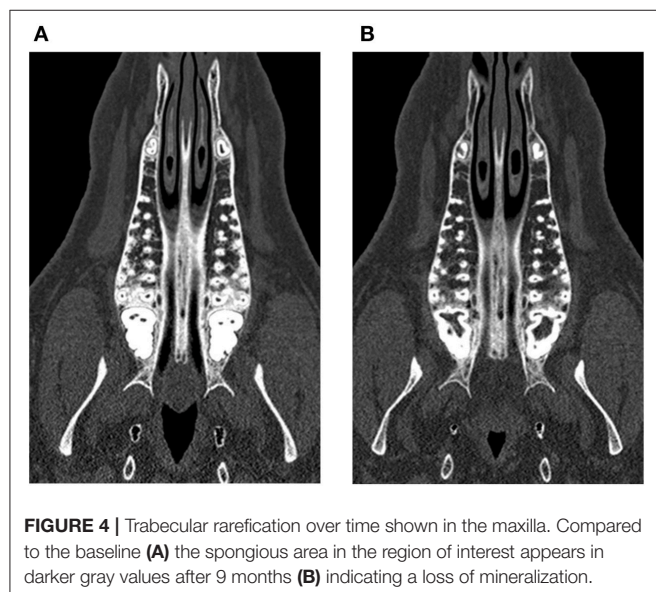 A
B
FIGURE 4 | Trabecular rarefication over time shown in the maxilla. Compared
to the baseline (A) the spongious area in the region of interest appears in
darker gray values after 9 months (B) indicating a loss of mineralization.